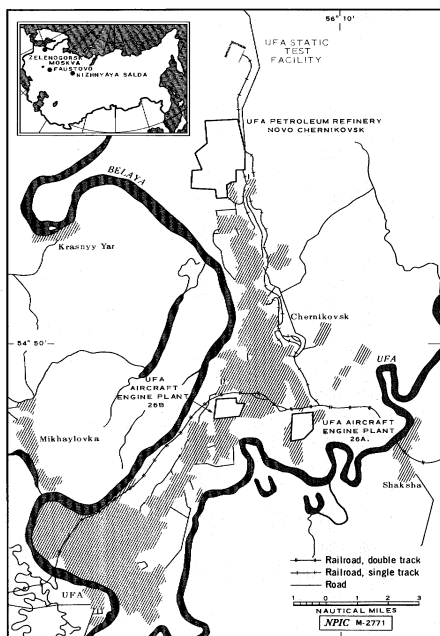 56° 10'
UFA STATIC
TEST
FACILITY
ZELENOGORSK
MOSKVA
FAUSTOVO
NIZHNYAYA SALDA
UFA PETROLEUM REFINERY
NOVO CHERNIKOVSK
BELAYA
Krasnyy Yar
Chernikovsk
54° 50'
UFA
UFA
AIRCRAFT
ENGINE PLANT
26B
UFA AIRCRAFT
ENGINE PLANT
26A.
Mikhaylovka
Shaksha
UFA
Railroad, double track
Railroad, single track
Road
1 0 1 2 3
NAUTICAL MILES
NPIC M-2771